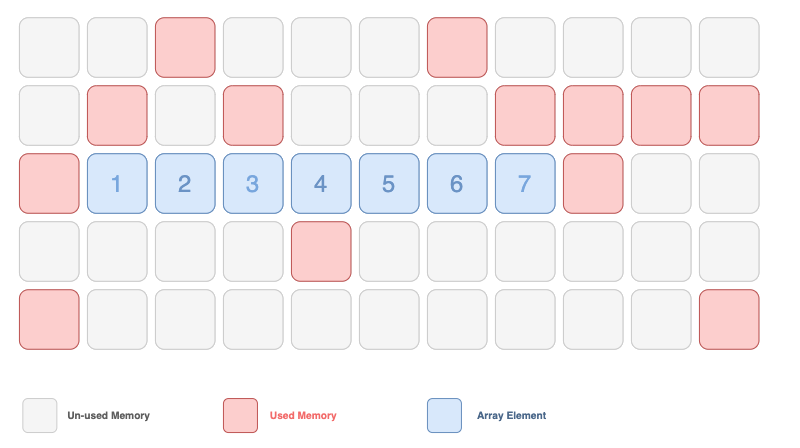 1 2 3 4 5 6 7
Un-used Memory Used Memory Array Element